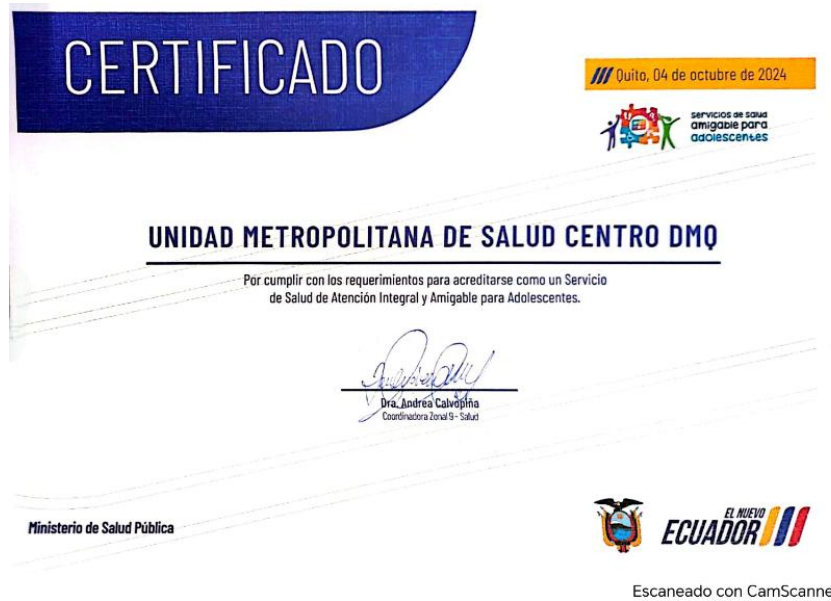 CERTIFICADO
Quito, 04 de octubre de 2024
servicios de salud
amigable para
adolescentes
UNIDAD METROPOLITANA DE SALUD CENTRO DMQ
Por cumplir con los requerimientos para acreditarse como un Servicio
de Salud de Atención Integral y Amigable para Adolescentes.
Dra. Andrea Calvopiña
Coordinadora Zonal 9 - Salud
Ministerio de Salud Pública
EL NUEVO
ECUADOR
Escaneado con CamScanne